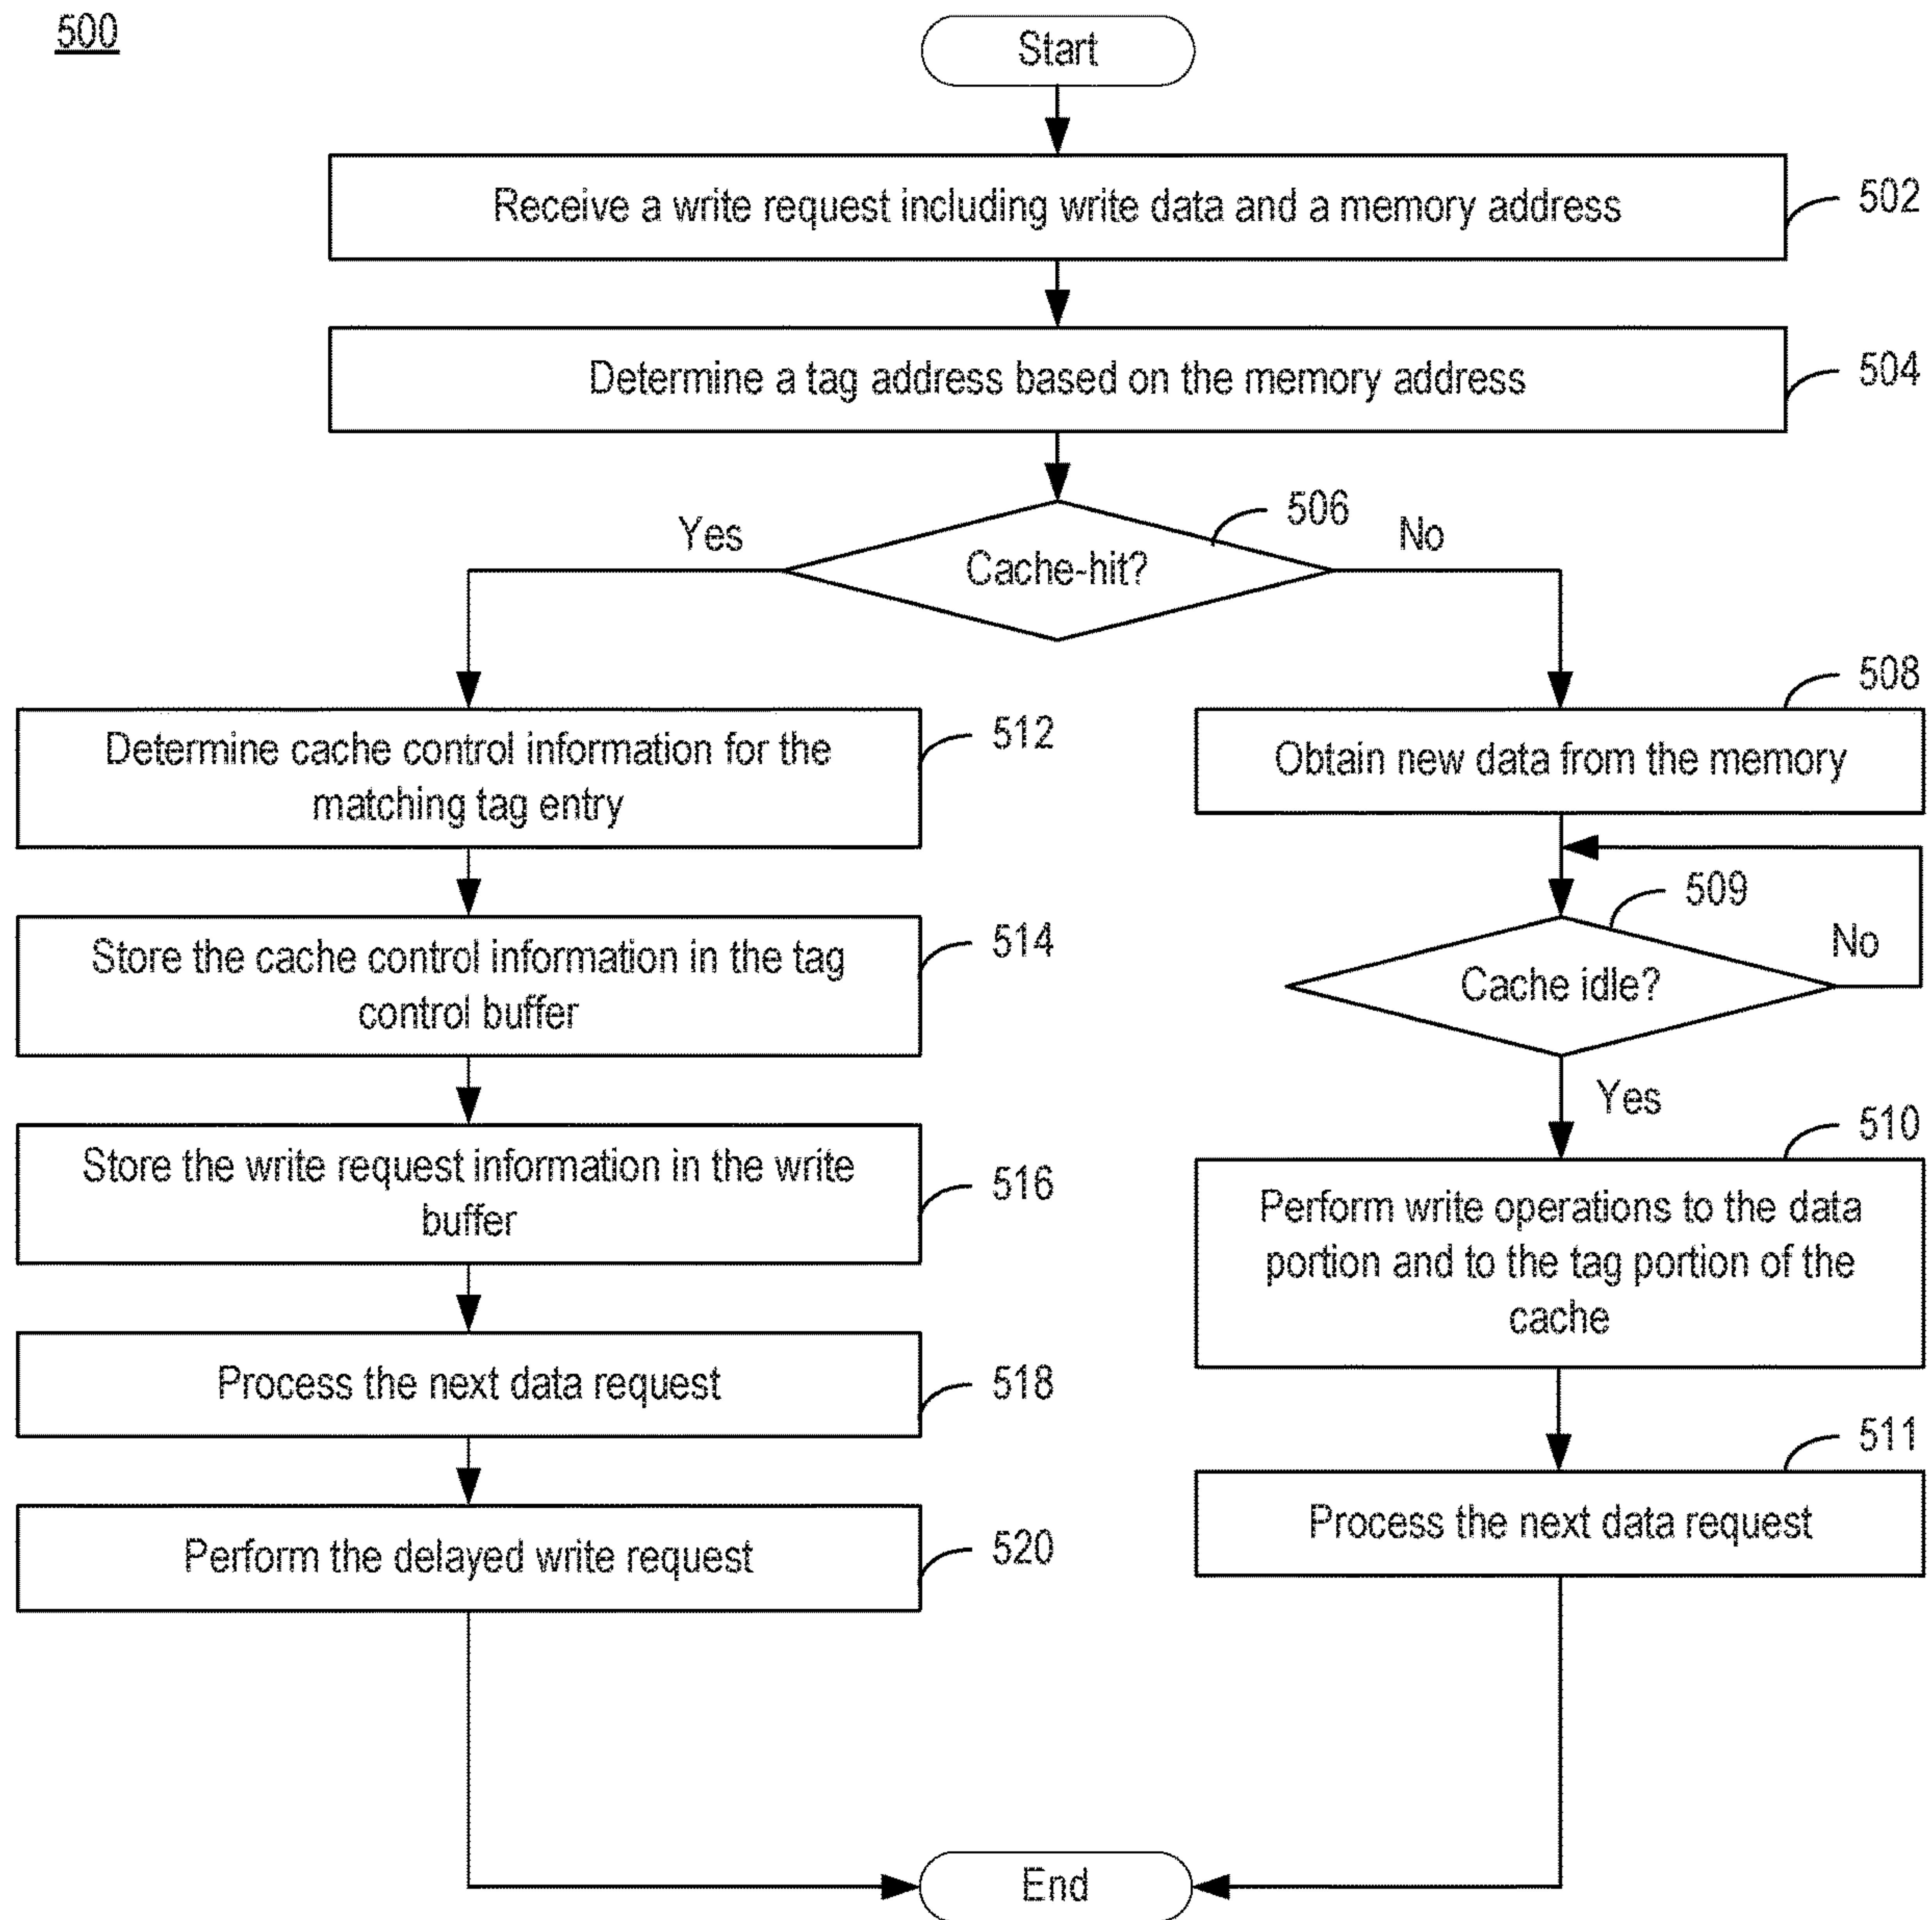 500
Start
Receive a write request including write data and a memory address
502
Determine a tag address based on the memory address
504
506
Yes
No
Cache-hit?
508
512
Determine cache control information for the
matching tag entry
Obtain new data from the memory
509
514
Store the cache control information in the tag
control buffer
No
Cache idle?
Yes
510
516
Store the write request information in the write
buffer
Perform write operations to the data
portion and to the tag portion of the
cache
Process the next data request
518
511
Process the next data request
Perform the delayed write request
520
End